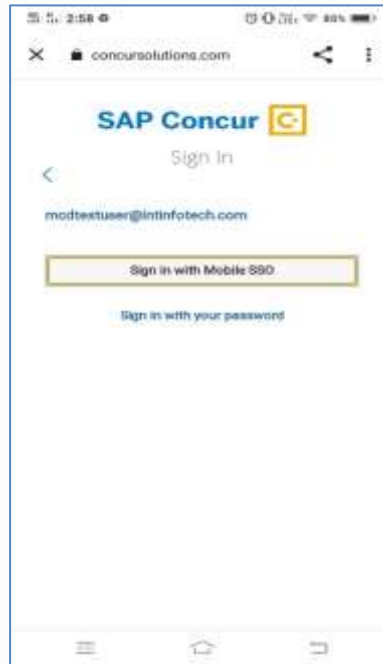 2:58
concursolutions.com
SAP Concur C
Sign In
modtestuser@intinfotech.com
Sign in with Mobile SSO
Sign in with your password